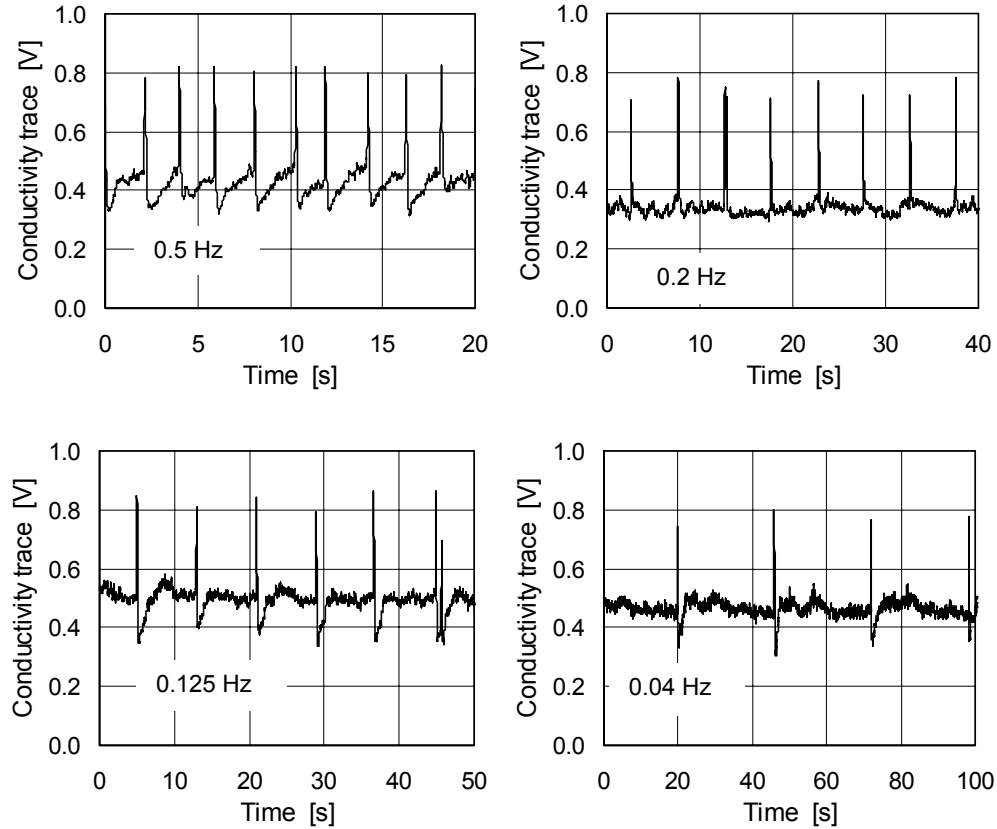 Conductivity trace [V]
1.0
0.8
0.6
0.4
0.2
0.0
0.5 Hz
0 5 10 15 20
Time [s]
Conductivity trace [V]
1.0
0.8
0.6
0.4
0.2
0.0
0.2 Hz
0 10 20 30 40
Time [s]
Conductivity trace [V]
1.0
0.8
0.6
0.4
0.2
0.0
0.125 Hz
0 10 20 30 40 50
Time [s]
Conductivity trace [V]
1.0
0.8
0.6
0.4
0.2
0.0
0.04 Hz
0 20 40 60 80 100
Time [s]